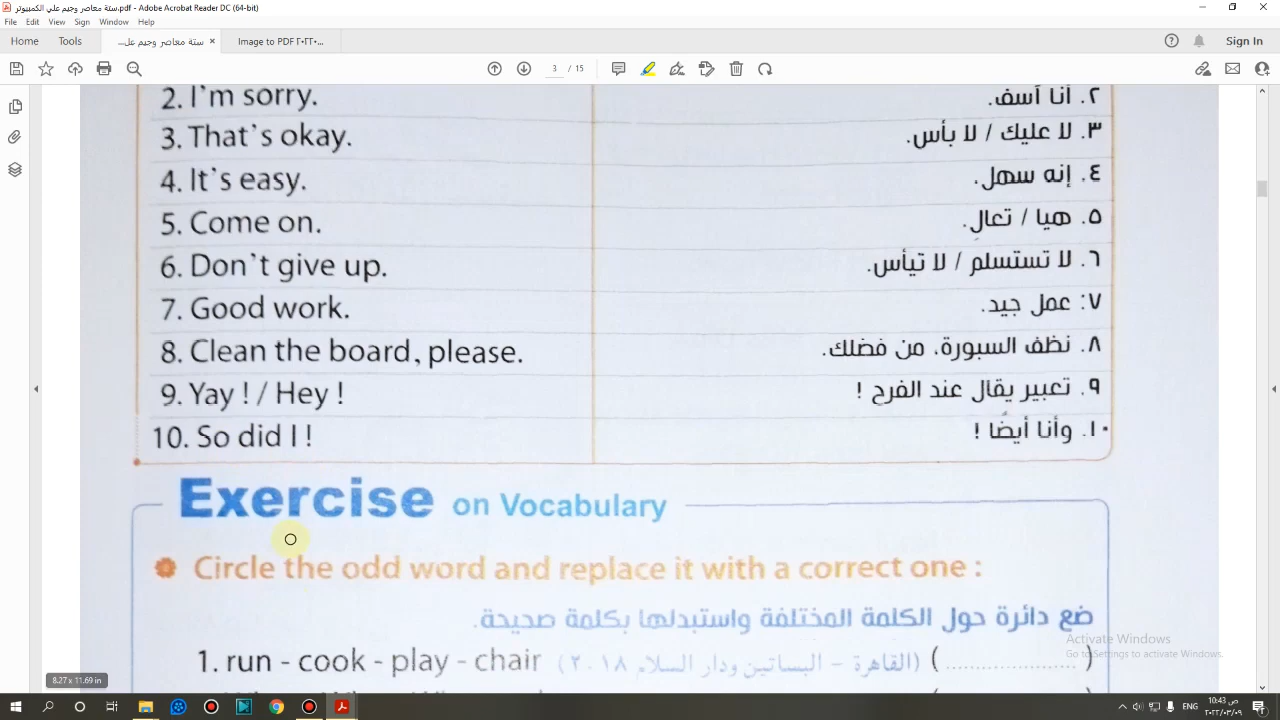 ستة معاصر وجيم علي الكمبيوتر.pdf - Adobe Acrobat Reader DC (64-bit)
File Edit View Sign Window Help
Home Tools ستة معاصر وجيم عل... × Image to PDF ٢٠٢٢٠٣... Sign In
3 / 15
2. I'm sorry. ٢. أنا آسف.
3. That's okay. ٣. لا عليك / لا بأس.
4. It's easy. ٤. إنه سهل.
5. Come on. ٥. هيا / تعالِ.
6. Don't give up. ٦. لا تستسلم / لا تيأس.
7. Good work. ٧: عمل جيد.
8. Clean the board, please. ٨. نظف السبورة، من فضلك.
9. Yay ! / Hey ! ٩. تعبير يقال عند الفرح !
10. So did I ! ١٠. وأنا أيضًا !
Exercise on Vocabulary
Circle the odd word and replace it with a correct one :
ضع دائرة حول الكلمة المختلفة واستبدلها بكلمة صحيحة.
1. run - cook - play - chair (القاهرة - البساتين ودار السلام ٢٠١٨) (......................)
Activate Windows
Go to Settings to activate Windows.
8.27 x 11.69 in
ENG ص 10:43
٢٠٢٢/٠٣/٠٩